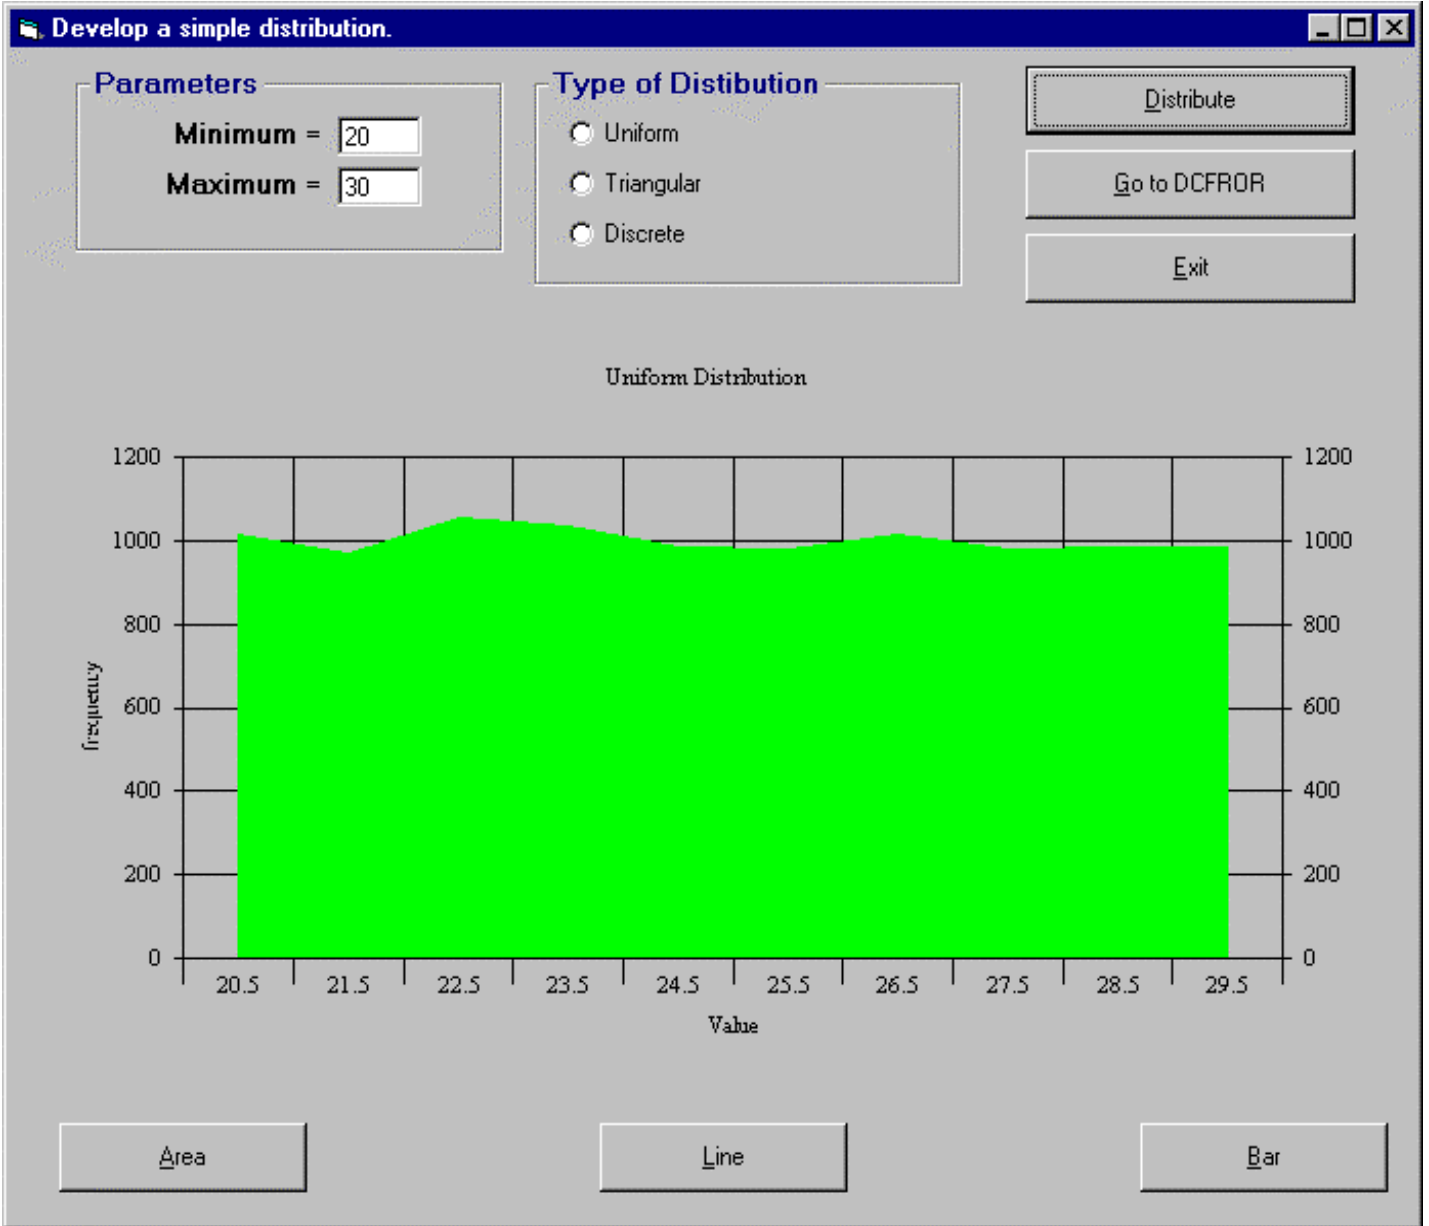 Develop a simple distribution.
Parameters
Minimum = 20
Maximum = 30
Type of Distibution
Uniform
Triangular
Discrete
Distribute
Go to DCFROR
Exit
Uniform Distribution
1200 1200
1000 1000
800 800
600 600
400 400
200 200
0 0
frequency
20.5 21.5 22.5 23.5 24.5 25.5 26.5 27.5 28.5 29.5
Value
Area Line Bar